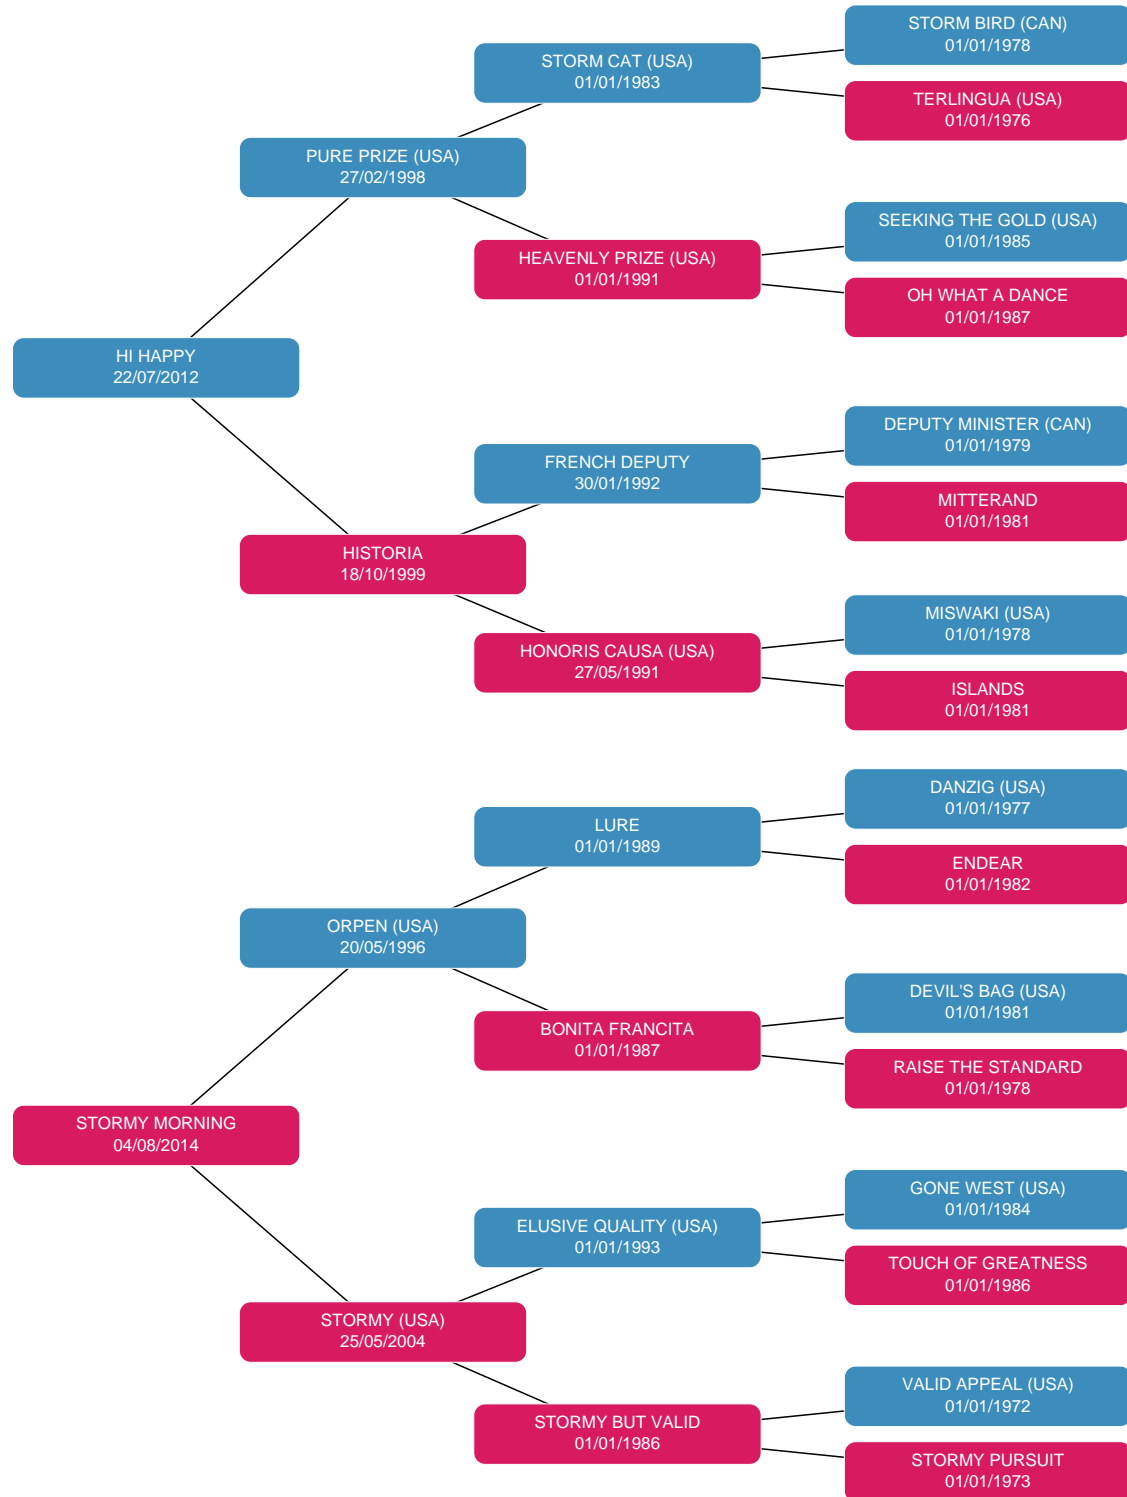 STORM BIRD (CAN)
01/01/1978
STORM CAT (USA)
01/01/1983
TERLINGUA (USA)
01/01/1976
PURE PRIZE (USA)
27/02/1998
SEEKING THE GOLD (USA)
01/01/1985
HEAVENLY PRIZE (USA)
01/01/1991
OH WHAT A DANCE
01/01/1987
HI HAPPY
22/07/2012
DEPUTY MINISTER (CAN)
01/01/1979
FRENCH DEPUTY
30/01/1992
MITTERAND
01/01/1981
HISTORIA
18/10/1999
MISWAKI (USA)
01/01/1978
HONORIS CAUSA (USA)
27/05/1991
ISLANDS
01/01/1981
DANZIG (USA)
01/01/1977
LURE
01/01/1989
ENDEAR
01/01/1982
ORPEN (USA)
20/05/1996
DEVIL'S BAG (USA)
01/01/1981
BONITA FRANCITA
01/01/1987
RAISE THE STANDARD
01/01/1978
STORMY MORNING
04/08/2014
GONE WEST (USA)
01/01/1984
ELUSIVE QUALITY (USA)
01/01/1993
TOUCH OF GREATNESS
01/01/1986
STORMY (USA)
25/05/2004
VALID APPEAL (USA)
01/01/1972
STORMY BUT VALID
01/01/1986
STORMY PURSUIT
01/01/1973